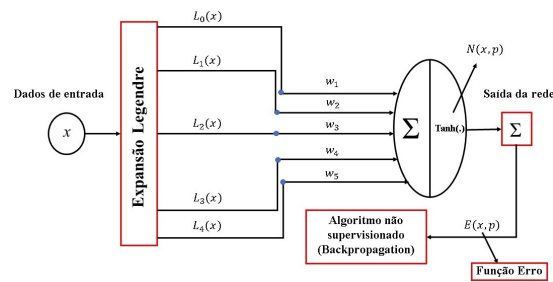 Dados de entrada
x
Expansão Legendre
L₀(x)
L₁(x)
L₂(x)
L₃(x)
L₄(x)
w₁
w₂
w₃
w₄
w₅
Σ
Tanh(.)
N(x,p)
Saída da rede
Σ
E(x,p)
Algoritmo não
supervisionado
(Backpropagation)
Função Erro